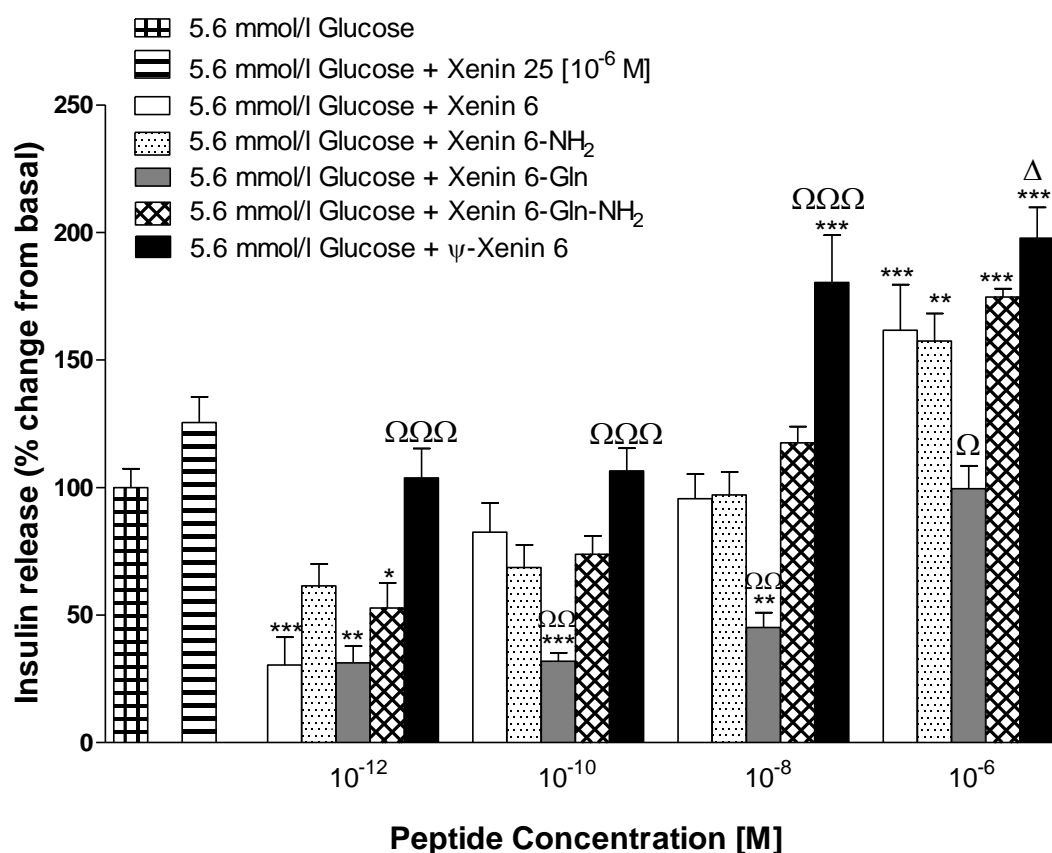 5.6 mmol/l Glucose
5.6 mmol/l Glucose + Xenin 25 [10⁻⁶ M]
5.6 mmol/l Glucose + Xenin 6
5.6 mmol/l Glucose + Xenin 6-NH₂
5.6 mmol/l Glucose + Xenin 6-Gln
5.6 mmol/l Glucose + Xenin 6-Gln-NH₂
5.6 mmol/l Glucose + ψ-Xenin 6
Insulin release (% change from basal)
250
200
150
100
50
0
***
**
*
ΩΩΩ
ΩΩ
***
ΩΩΩ
ΩΩ
**
ΩΩΩ
***
***
**
Ω
***
Δ
***
10⁻¹²
10⁻¹⁰
10⁻⁸
10⁻⁶
Peptide Concentration [M]